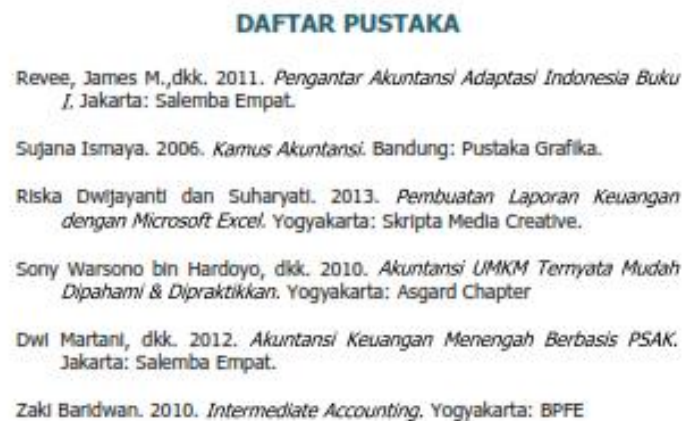 DAFTAR PUSTAKA
Revee, James M.,dkk. 2011. Pengantar Akuntansi Adaptasi Indonesia Buku
I. Jakarta: Salemba Empat.
Sujana Ismaya. 2006. Kamus Akuntansi. Bandung: Pustaka Grafika.
Riska Dwijayanti dan Suharyati. 2013. Pembuatan Laporan Keuangan
dengan Microsoft Excel. Yogyakarta: Skripta Media Creative.
Sony Warsono bin Hardoyo, dkk. 2010. Akuntansi UMKM Ternyata Mudah
Dipahami & Dipraktikkan. Yogyakarta: Asgard Chapter
Dwi Martani, dkk. 2012. Akuntansi Keuangan Menengah Berbasis PSAK.
Jakarta: Salemba Empat.
Zaki Baridwan. 2010. Intermediate Accounting. Yogyakarta: BPFE